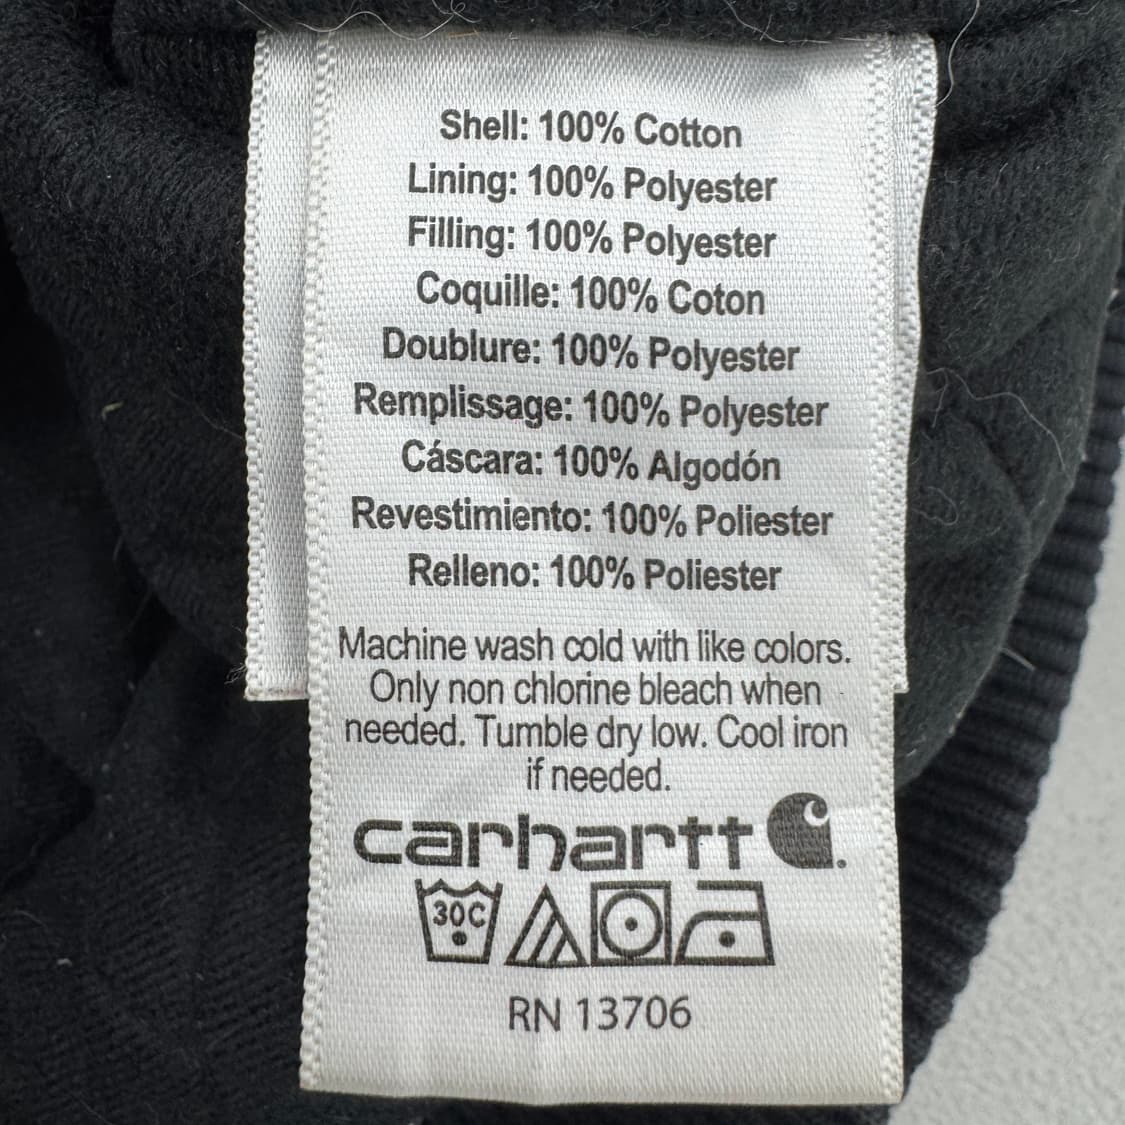 Shell: 100% Cotton
Lining: 100% Polyester
Filling: 100% Polyester
Coquille: 100% Coton
Doublure: 100% Polyester
Remplissage: 100% Polyester
Cáscara: 100% Algodón
Revestimiento: 100% Poliester
Relleno: 100% Poliester
Machine wash cold with like colors.
Only non chlorine bleach when
needed. Tumble dry low. Cool iron
if needed.
carhartt
30C
RN 13706